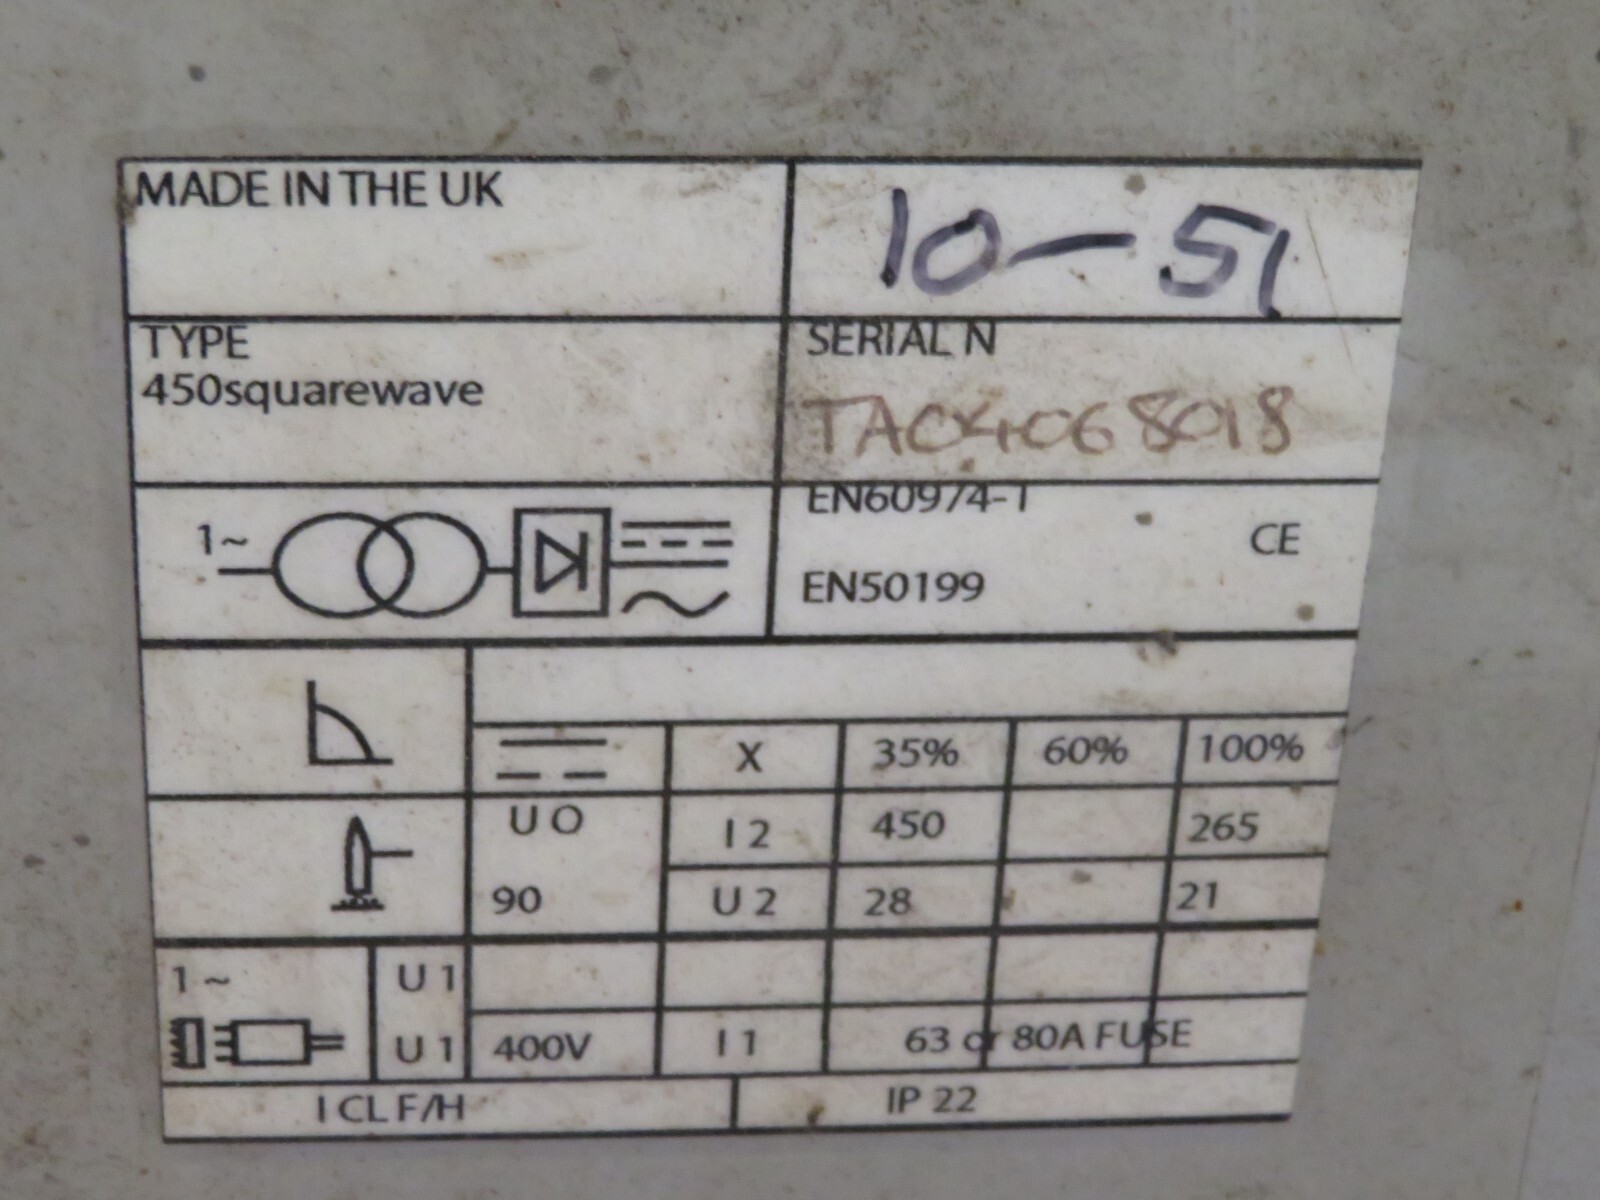 MADE IN THE UK
10-51
TYPE
450squarewave
SERIAL N
TAC04068018
1~
EN60974-1
CE
EN50199
X 35% 60% 100%
U O
I 2 450 265
90
U 2 28 21
1 ~ U 1
U 1 400V I 1 63 or 80A FUSE
I CL F/H IP 22